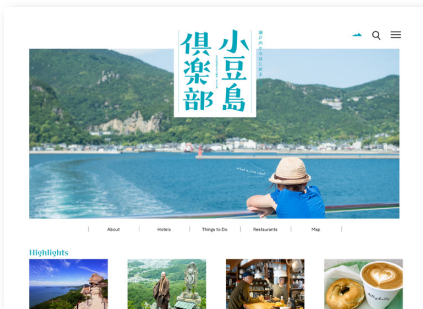 小豆島
倶楽部
About
Hotels
Things to Do
Restaurants
Map
Highlights